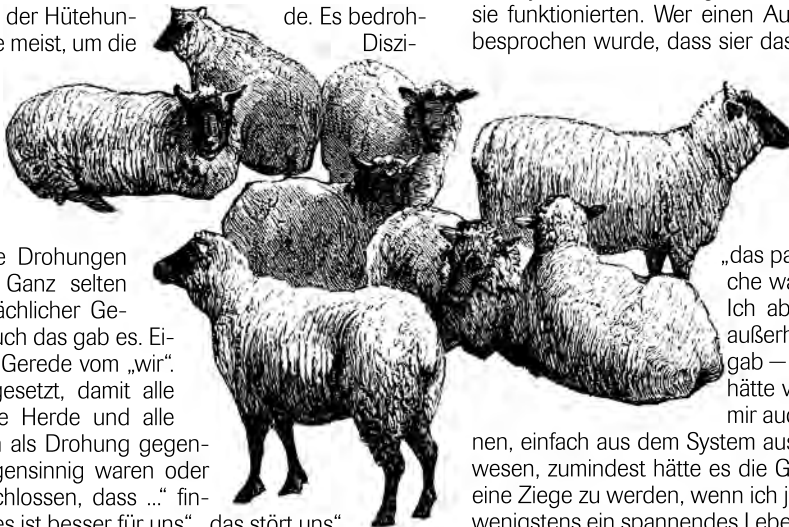 der Hütehun-
de. Es bedroh-
e meist, um die
Diszi-
e Drohungen
Ganz selten
ächlicher Ge-
uch das gab es. Ei-
Gerede vom „wir“.
gesetzt, damit alle
e Herde und alle
als Drohung gegen-
gensinnig waren oder
chlossen, dass ...“ fin-
es ist besser für uns“, „das stört uns“
sie funktionierten. Wer einen Au
besprochen wurde, dass sier das
„das pa
che wa
Ich ab
außerh
gab —
hätte v
mir auc
nen, einfach aus dem System aus
wesen, zumindest hätte es die G
eine Ziege zu werden, wenn ich j
wenigstens ein spannendes Lebe